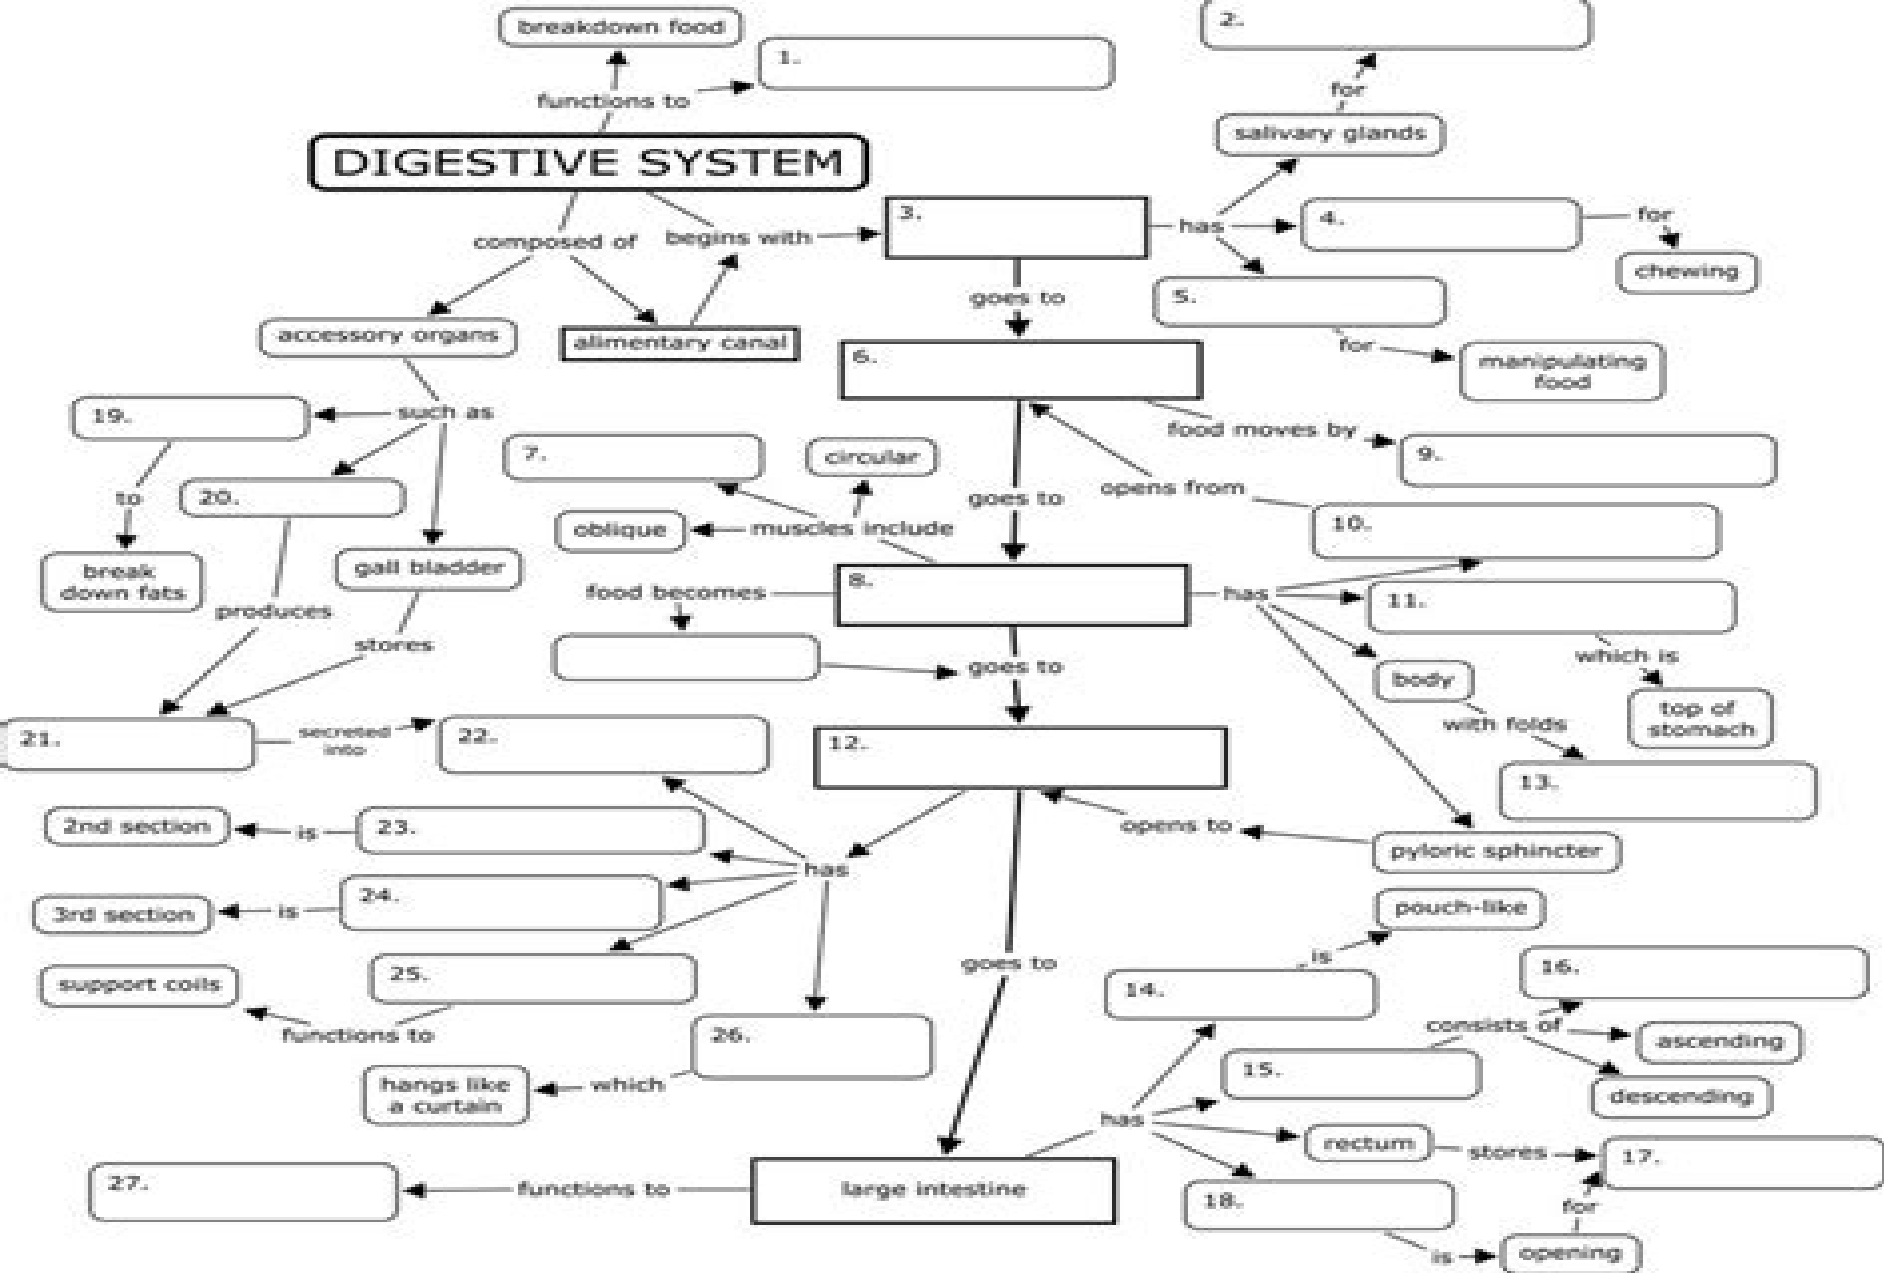 breakdown food
2.
1.
functions to
for
salivary glands
DIGESTIVE SYSTEM
3.
has
4.
for
composed of
begins with
chewing
goes to
5.
accessory organs
alimentary canal
for
manipulating
food
6.
19.
such as
food moves by
7.
circular
9.
to
20.
goes to
opens from
oblique
muscles include
10.
break
down fats
gall bladder
8.
food becomes
has
11.
produces
stores
goes to
which is
body
top of
stomach
with folds
21.
secreted
into
22.
12.
13.
2nd section
is
23.
opens to
pyloric sphincter
has
3rd section
is
24.
pouch-like
is
goes to
support coils
25.
14.
16.
functions to
26.
consists of
ascending
15.
hangs like
a curtain
which
descending
has
rectum
stores
17.
27.
functions to
large intestine
18.
for
is
opening